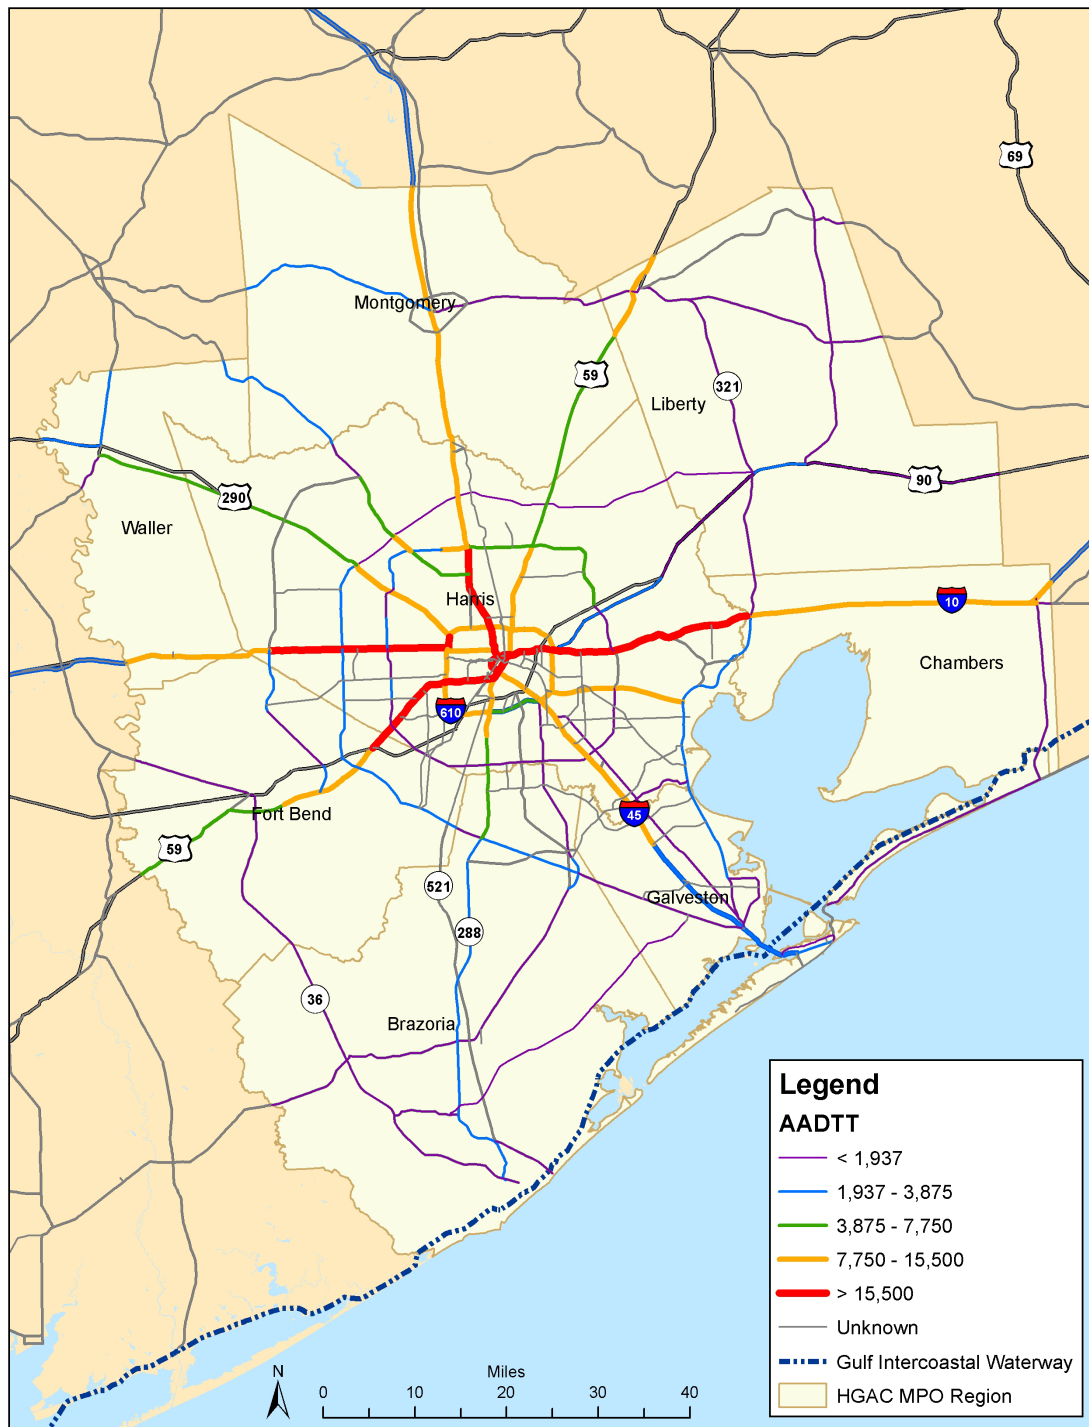 69
Montgomery
59
321
Liberty
90
290
Waller
Harris
10
Chambers
610
Fort Bend
45
59
521
Galveston
288
36
Brazoria
Legend
AADTT
< 1,937
1,937 - 3,875
3,875 - 7,750
7,750 - 15,500
> 15,500
Unknown
Gulf Intercoastal Waterway
HGAC MPO Region
N
Miles
0 10 20 30 40